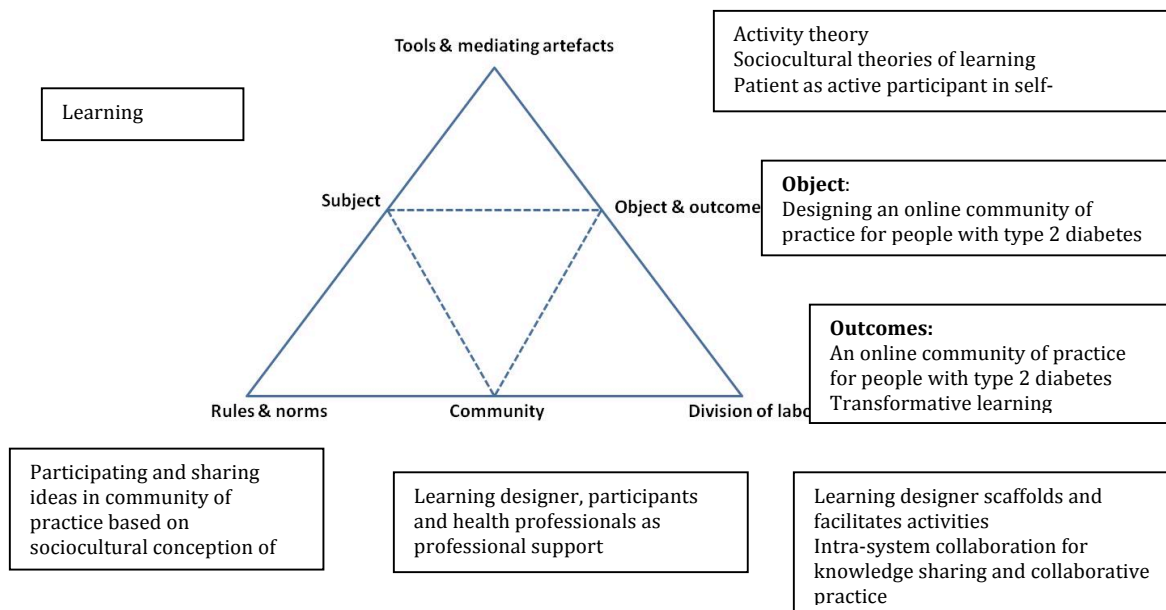 Tools & mediating artefacts
Activity theory
Sociocultural theories of learning
Patient as active participant in self-
Learning
Subject
Object & outcome
Object:
Designing an online community of
practice for people with type 2 diabetes
Outcomes:
An online community of practice
for people with type 2 diabetes
Transformative learning
Rules & norms
Community
Division of labo
Participating and sharing
ideas in community of
practice based on
sociocultural conception of
Learning designer, participants
and health professionals as
professional support
Learning designer scaffolds and
facilitates activities
Intra-system collaboration for
knowledge sharing and collaborative
practice